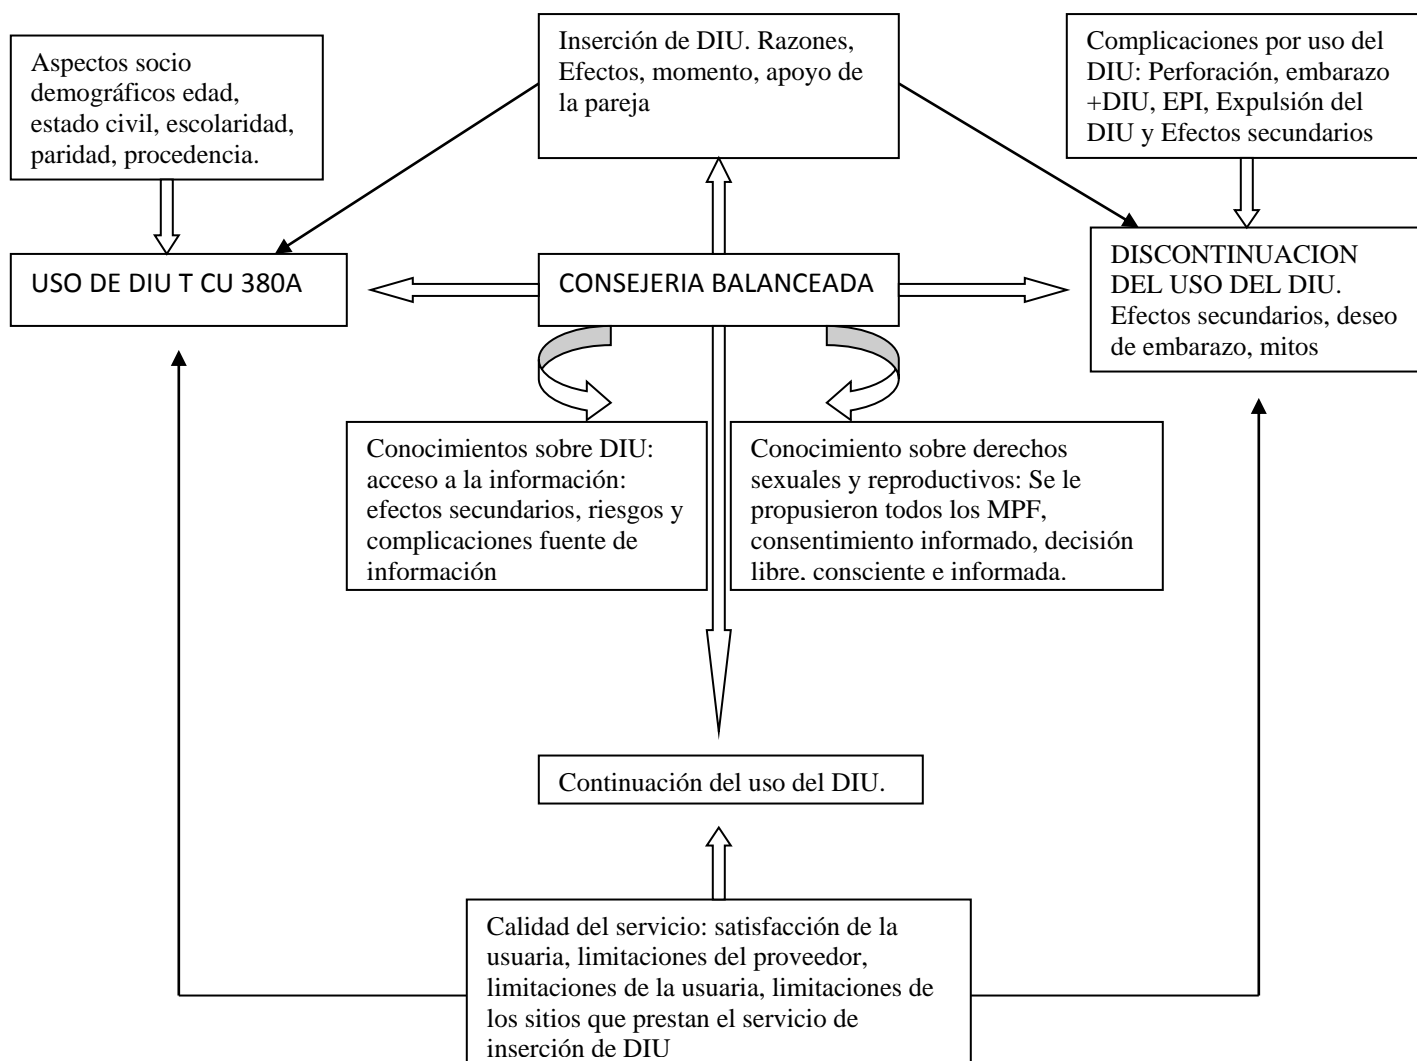 Aspectos socio
demográficos edad,
estado civil, escolaridad,
paridad, procedencia.
Inserción de DIU. Razones,
Efectos, momento, apoyo de
la pareja
Complicaciones por uso del
DIU: Perforación, embarazo
+DIU, EPI, Expulsión del
DIU y Efectos secundarios
USO DE DIU T CU 380A
CONSEJERIA BALANCEADA
DISCONTINUACION
DEL USO DEL DIU.
Efectos secundarios, deseo
de embarazo, mitos
Conocimientos sobre DIU:
acceso a la información:
efectos secundarios, riesgos y
complicaciones fuente de
información
Conocimiento sobre derechos
sexuales y reproductivos: Se le
propusieron todos los MPF,
consentimiento informado, decisión
libre, consciente e informada.
Continuación del uso del DIU.
Calidad del servicio: satisfacción de la
usuaria, limitaciones del proveedor,
limitaciones de la usuaria, limitaciones de
los sitios que prestan el servicio de
inserción de DIU